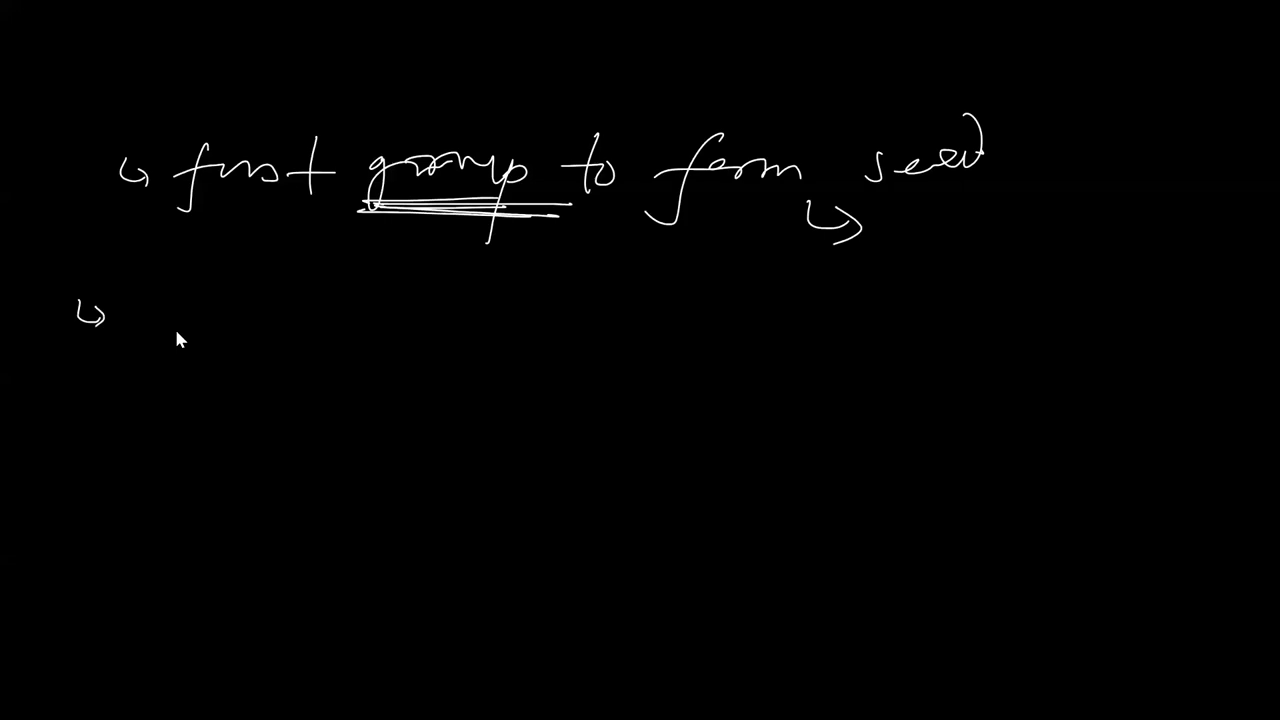 ↳ first group to form seed
↳